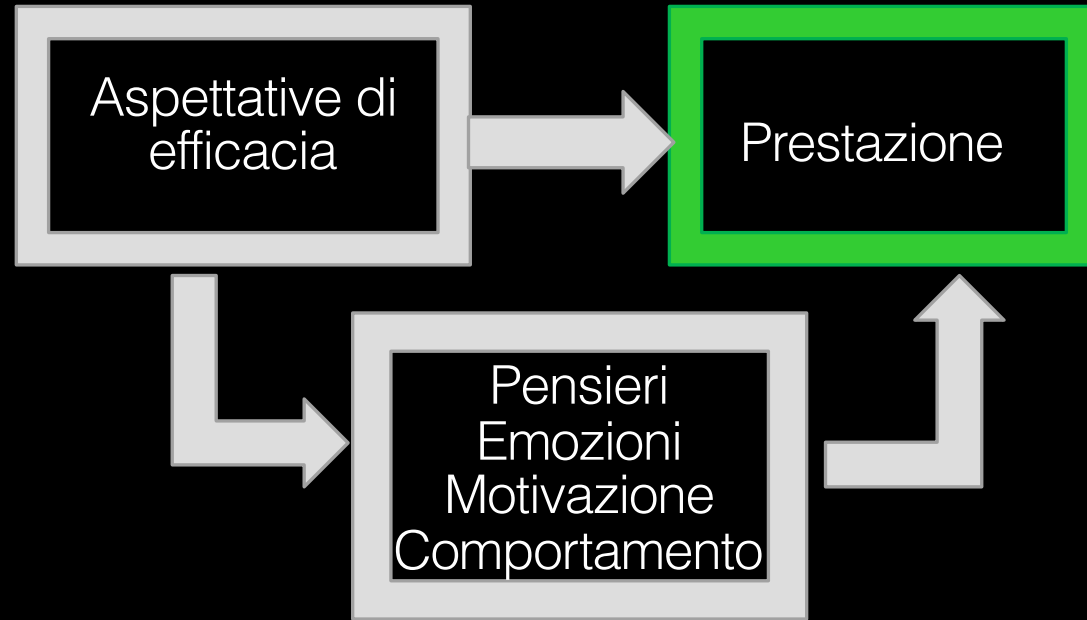 Aspettative di
efficacia
Prestazione
Pensieri
Emozioni
Motivazione
Comportamento